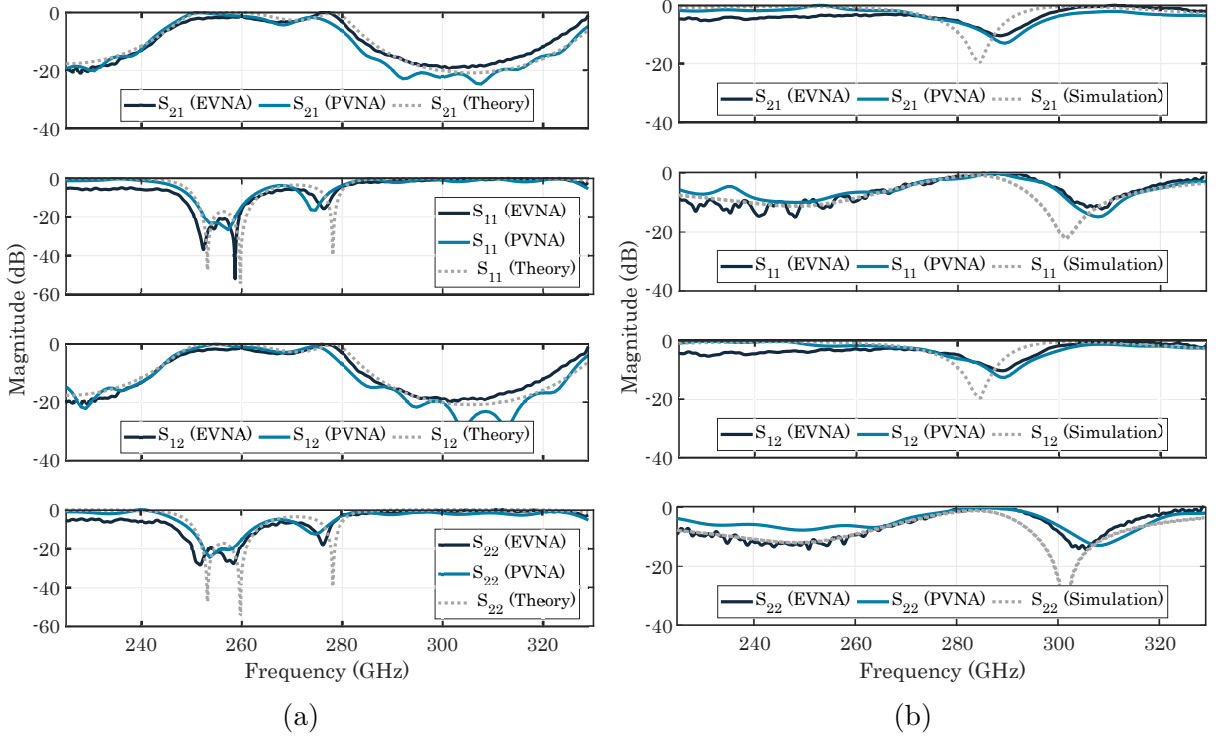 0
-20
-40
S21 (EVNA) S21 (PVNA) S21 (Theory)
0
-20
-40
-60
S11 (EVNA)
S11 (PVNA)
S11 (Theory)
0
-20
-40
S12 (EVNA) S12 (PVNA) S12 (Theory)
0
-20
-40
-60
S22 (EVNA)
S22 (PVNA)
S22 (Theory)
240 260 280 300 320
Magnitude (dB)
Frequency (GHz)
(a)
0
-20
-40
S21 (EVNA) S21 (PVNA) S21 (Simulation)
0
-20
-40
S11 (EVNA) S11 (PVNA) S11 (Simulation)
0
-20
-40
S12 (EVNA) S12 (PVNA) S12 (Simulation)
0
-20
-40
S22 (EVNA) S22 (PVNA) S22 (Simulation)
240 260 280 300 320
Magnitude (dB)
Frequency (GHz)
(b)